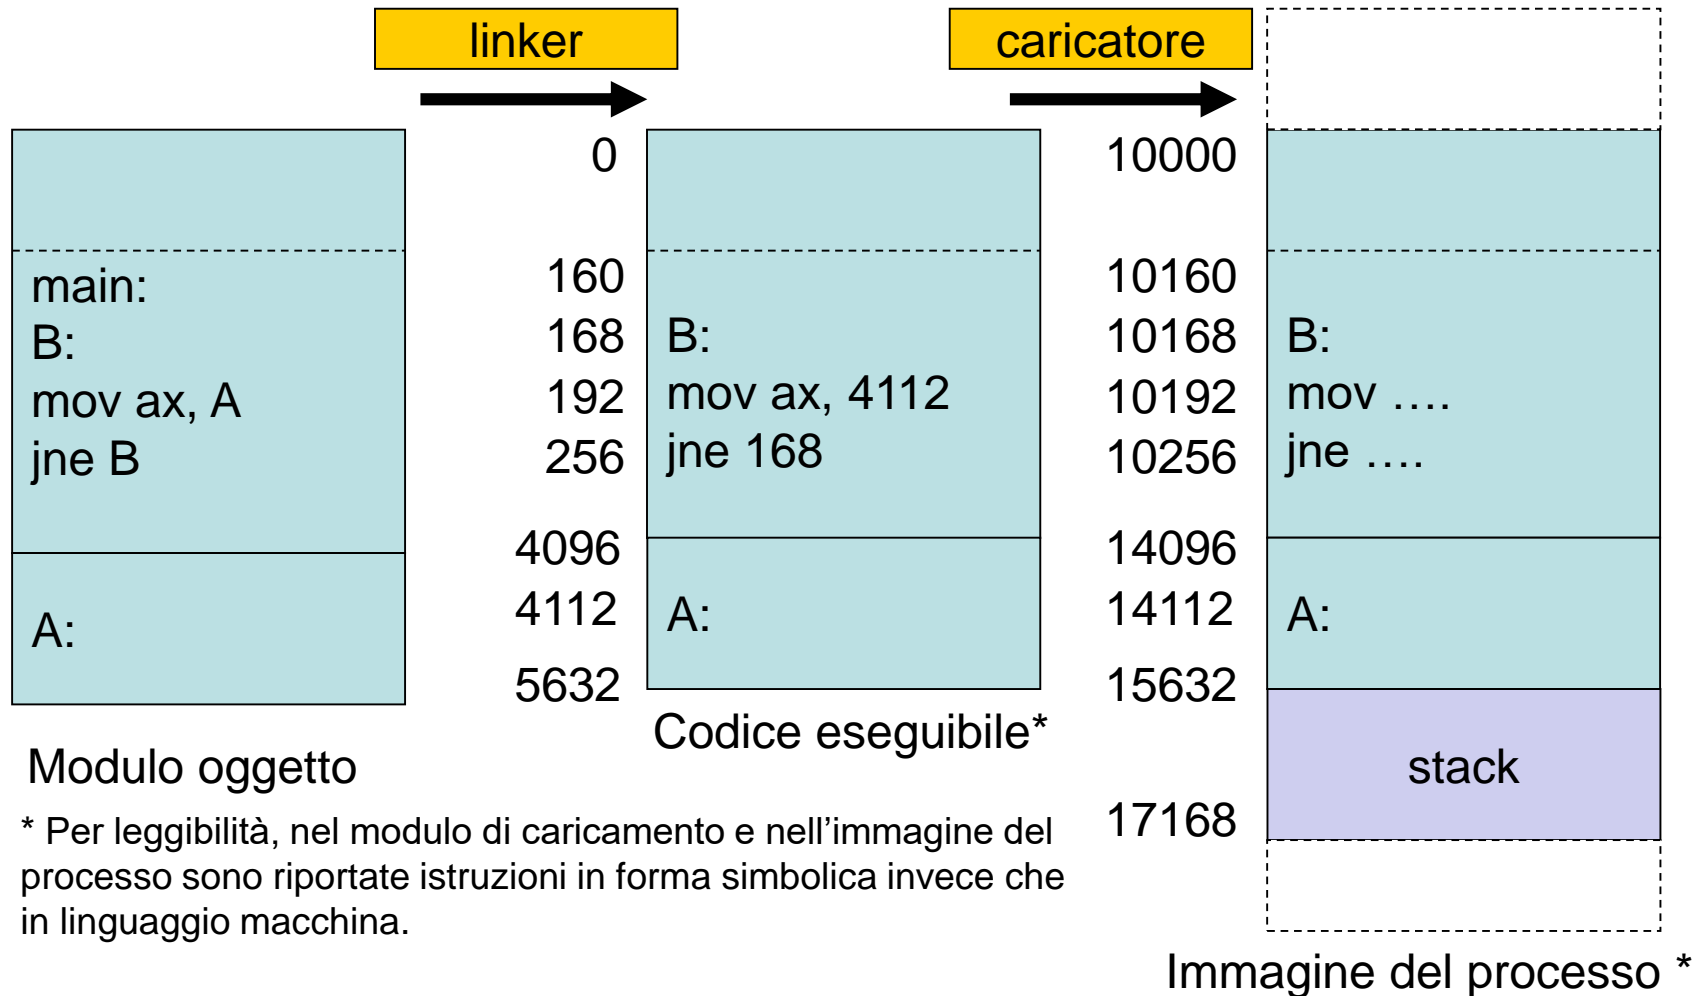 linker
caricatore
main:
B:
mov ax, A
jne B
A:
Modulo oggetto
0
160
168
192
256
4096
4112
5632
B:
mov ax, 4112
jne 168
A:
Codice eseguibile*
10000
10160
10168
10192
10256
14096
14112
15632
17168
B:
mov ....
jne ....
A:
stack
Immagine del processo *
* Per leggibilità, nel modulo di caricamento e nell’immagine del
processo sono riportate istruzioni in forma simbolica invece che
in linguaggio macchina.